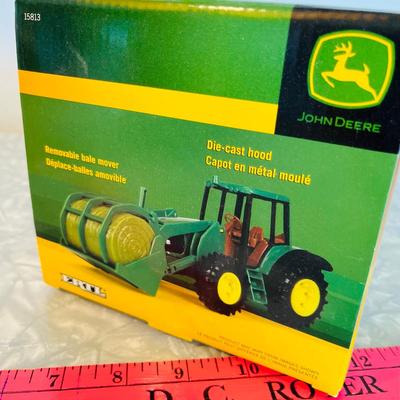 15813
JOHN DEERE
Removable bale mover
Déplace-balles amovible
Die-cast hood
Capot en métal moulé
ERTL
7 8 9 10 11 12
D. C. RO